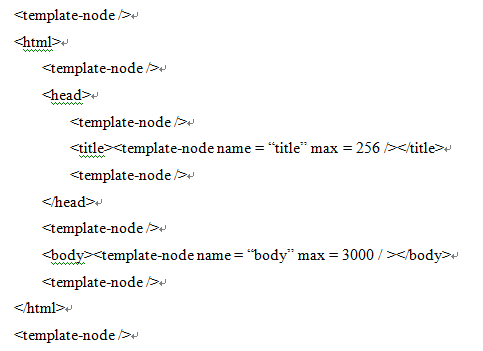 <template-node />
<html>
<template-node />
<head>
<template-node />
<title><template-node name = “title” max = 256 /></title>
<template-node />
</head>
<template-node />
<body><template-node name = “body” max = 3000 / ></body>
<template-node />
</html>
<template-node />